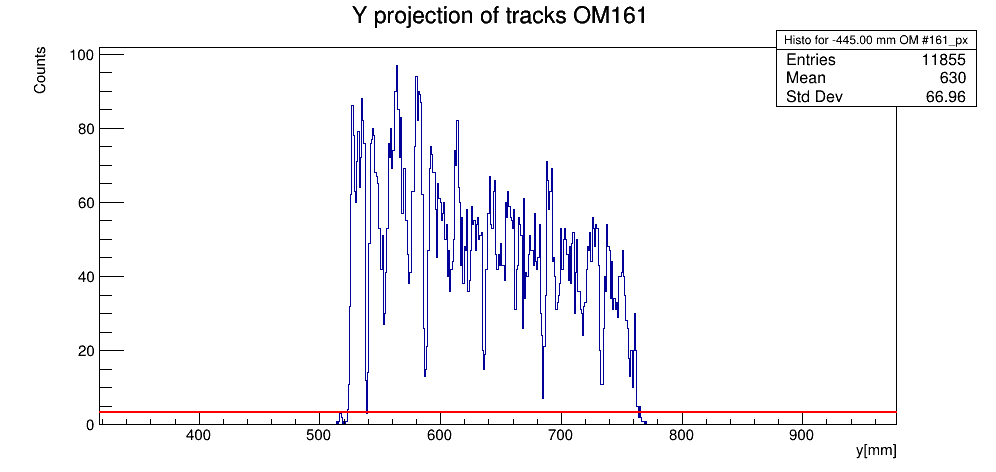 Y projection of tracks OM161
Histo for -445.00 mm OM #161_px
Entries 11855
Mean 630
Std Dev 66.96
Counts
100
80
60
40
20
0
400 500 600 700 800 900
y[mm]